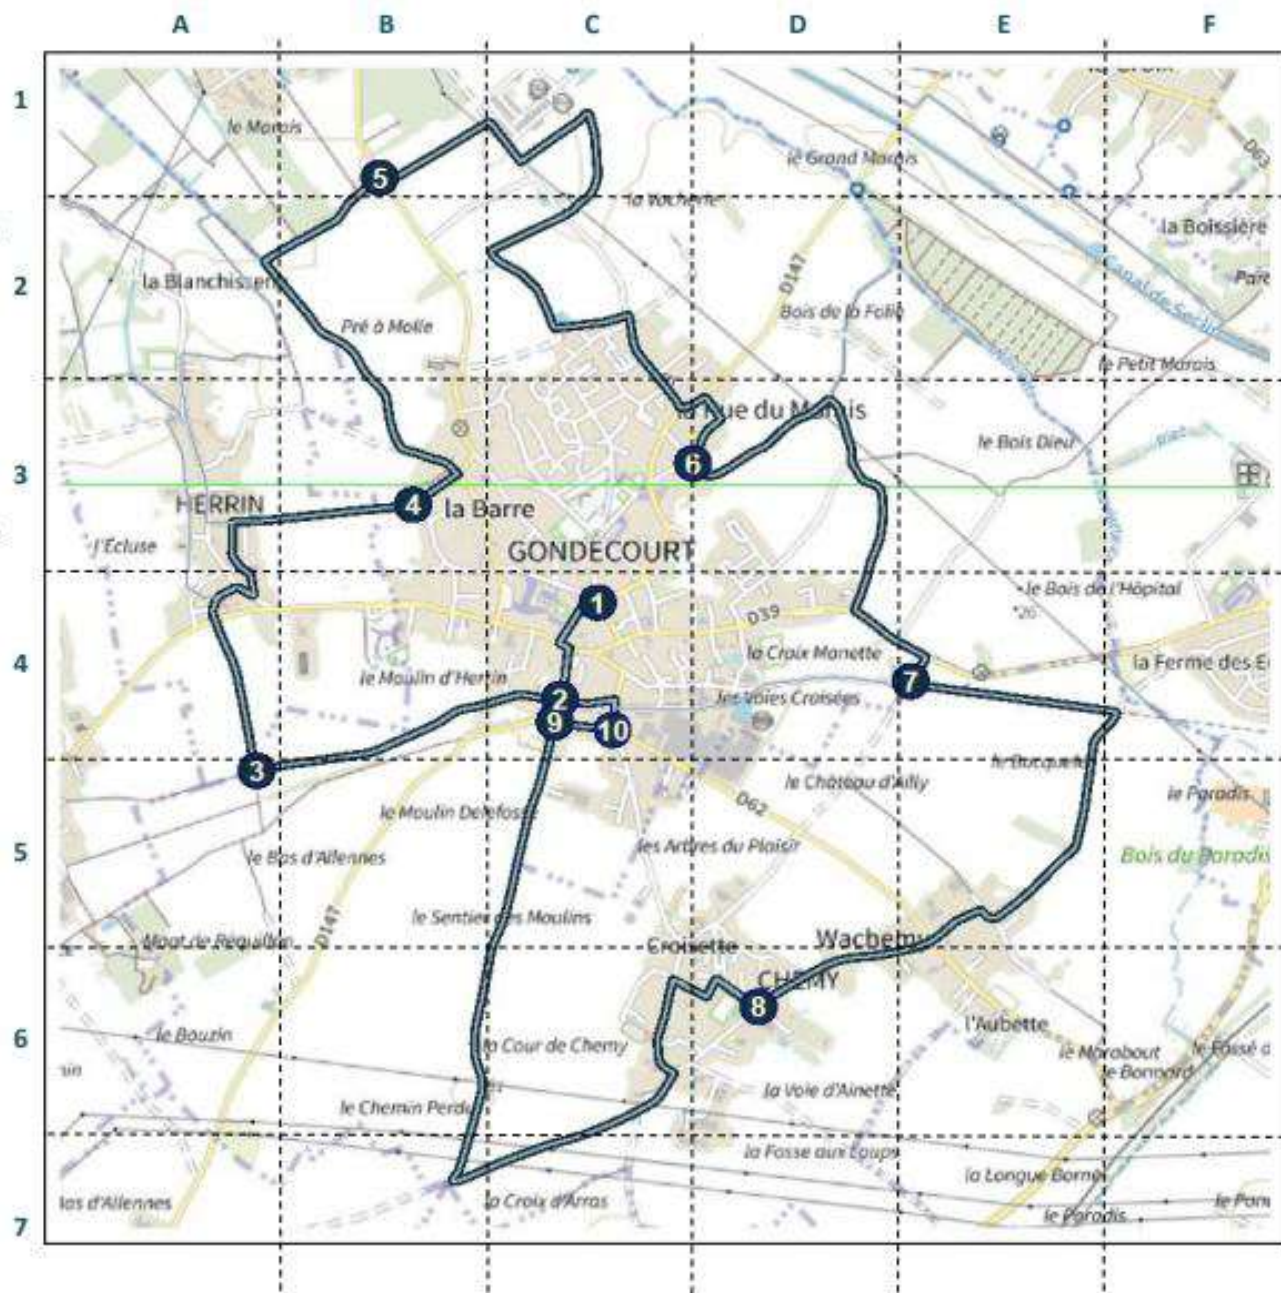 A B C D E F
1
le Marais
D63
5
le Grand Marais
la Vacherie
la Boissière
2
la Blanchisserie
D147
Canal de Seclin
Pré à Molle
Bois de la Folie
le Petit Marais
la Rue du Marais
le Bois Dieu
3
6
HERRIN
4
la Barre
l'Écluse
GONDECOURT
le Bois de l'Hôpital
1
D39
4
la Croix Manette
la Ferme des E
le Moulin d'Herrin
2
les Voies Croisées
7
9
10
3
le Château d'Ailly
le Paradis
le Moulin Delefosse
D62
les Arbres du Plaisir
5
le Bas d'Allennes
Bois du Paradis
D147
le Sentier des Moulins
Croisette
Wachemy
CHEMY
8
l'Aubette
6
le Bouzin
la Cour de Chemy
le Marabout
le Fossé d
le Bonnard
la Voie d'Ainette
le Chemin Perdu
la Fosse aux Loups
la Longue Borne
las d'Allennes
la Croix d'Arras
le Paradis
7